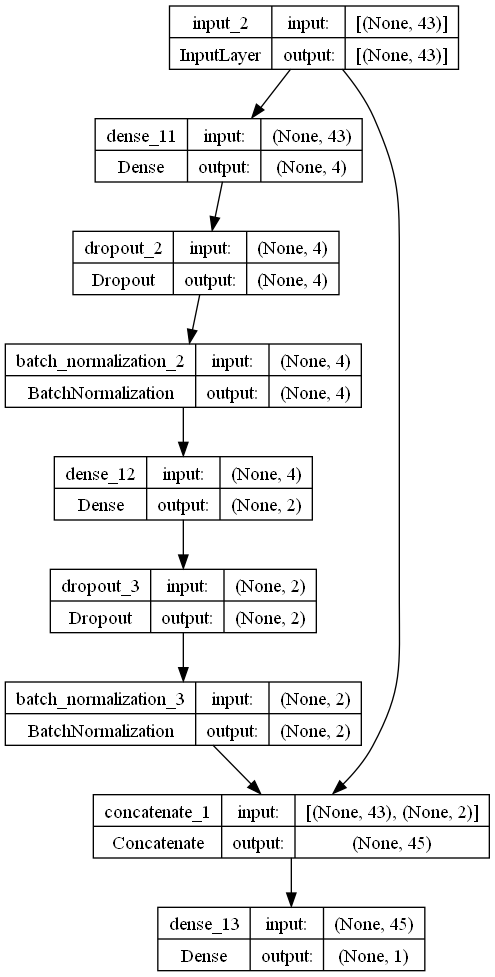 input_2 input: [(None, 43)]
InputLayer output: [(None, 43)]
dense_11 input: (None, 43)
Dense output: (None, 4)
dropout_2 input: (None, 4)
Dropout output: (None, 4)
batch_normalization_2 input: (None, 4)
BatchNormalization output: (None, 4)
dense_12 input: (None, 4)
Dense output: (None, 2)
dropout_3 input: (None, 2)
Dropout output: (None, 2)
batch_normalization_3 input: (None, 2)
BatchNormalization output: (None, 2)
concatenate_1 input: [(None, 43), (None, 2)]
Concatenate output: (None, 45)
dense_13 input: (None, 45)
Dense output: (None, 1)